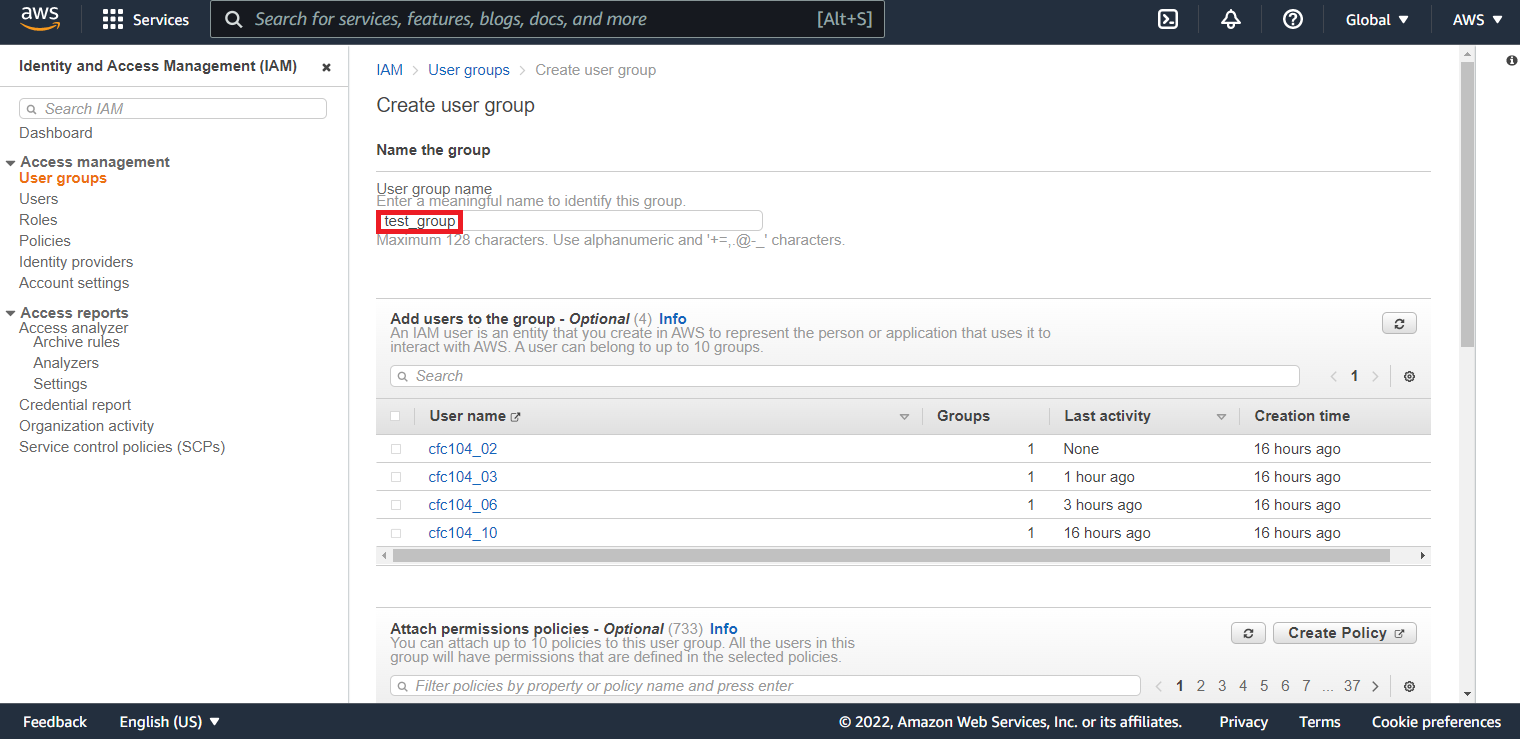 aws
Services
Search for services, features, blogs, docs, and more [Alt+S]
Global ▼
AWS ▼
Identity and Access Management (IAM) ×
Search IAM
Dashboard
Access management
User groups
Users
Roles
Policies
Identity providers
Account settings
Access reports
Access analyzer
Archive rules
Analyzers
Settings
Credential report
Organization activity
Service control policies (SCPs)
IAM > User groups > Create user group
Create user group
Name the group
User group name
Enter a meaningful name to identify this group.
test_group
Maximum 128 characters. Use alphanumeric and '+=,.@-_' characters.
Add users to the group - Optional (4) Info
An IAM user is an entity that you create in AWS to represent the person or application that uses it to
interact with AWS. A user can belong to up to 10 groups.
Search
< 1 >
User name Groups Last activity Creation time
cfc104_02 1 None 16 hours ago
cfc104_03 1 1 hour ago 16 hours ago
cfc104_06 1 3 hours ago 16 hours ago
cfc104_10 1 16 hours ago 16 hours ago
Attach permissions policies - Optional (733) Info
You can attach up to 10 policies to this user group. All the users in this
group will have permissions that are defined in the selected policies.
Create Policy
Filter policies by property or policy name and press enter
< 1 2 3 4 5 6 7 ... 37 >
Feedback English (US) ▼ © 2022, Amazon Web Services, Inc. or its affiliates. Privacy Terms Cookie preferences